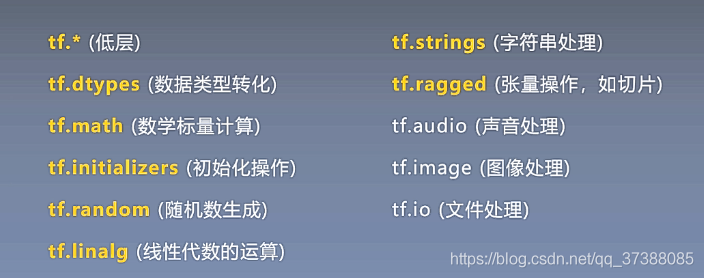 tf.* (低层)
tf.dtypes (数据类型转化)
tf.math (数学标量计算)
tf.initializers (初始化操作)
tf.random (随机数生成)
tf.linalg (线性代数的运算)
tf.strings (字符串处理)
tf.ragged (张量操作，如切片)
tf.audio (声音处理)
tf.image (图像处理)
tf.io (文件处理)
https://blog.csdn.net/qq_37388085